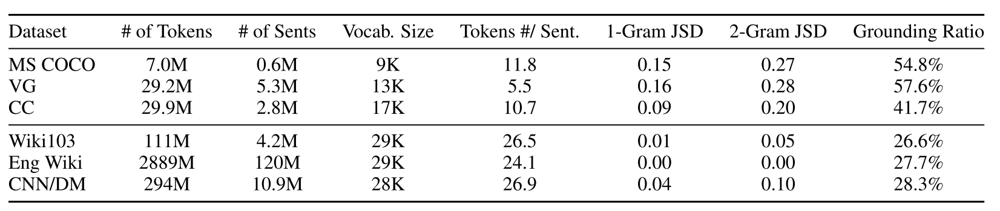 Dataset # of Tokens # of Sents Vocab. Size Tokens #/ Sent. 1-Gram JSD 2-Gram JSD Grounding Ratio
MS COCO 7.0M 0.6M 9K 11.8 0.15 0.27 54.8%
VG 29.2M 5.3M 13K 5.5 0.16 0.28 57.6%
CC 29.9M 2.8M 17K 10.7 0.09 0.20 41.7%
Wiki103 111M 4.2M 29K 26.5 0.01 0.05 26.6%
Eng Wiki 2889M 120M 29K 24.1 0.00 0.00 27.7%
CNN/DM 294M 10.9M 28K 26.9 0.04 0.10 28.3%